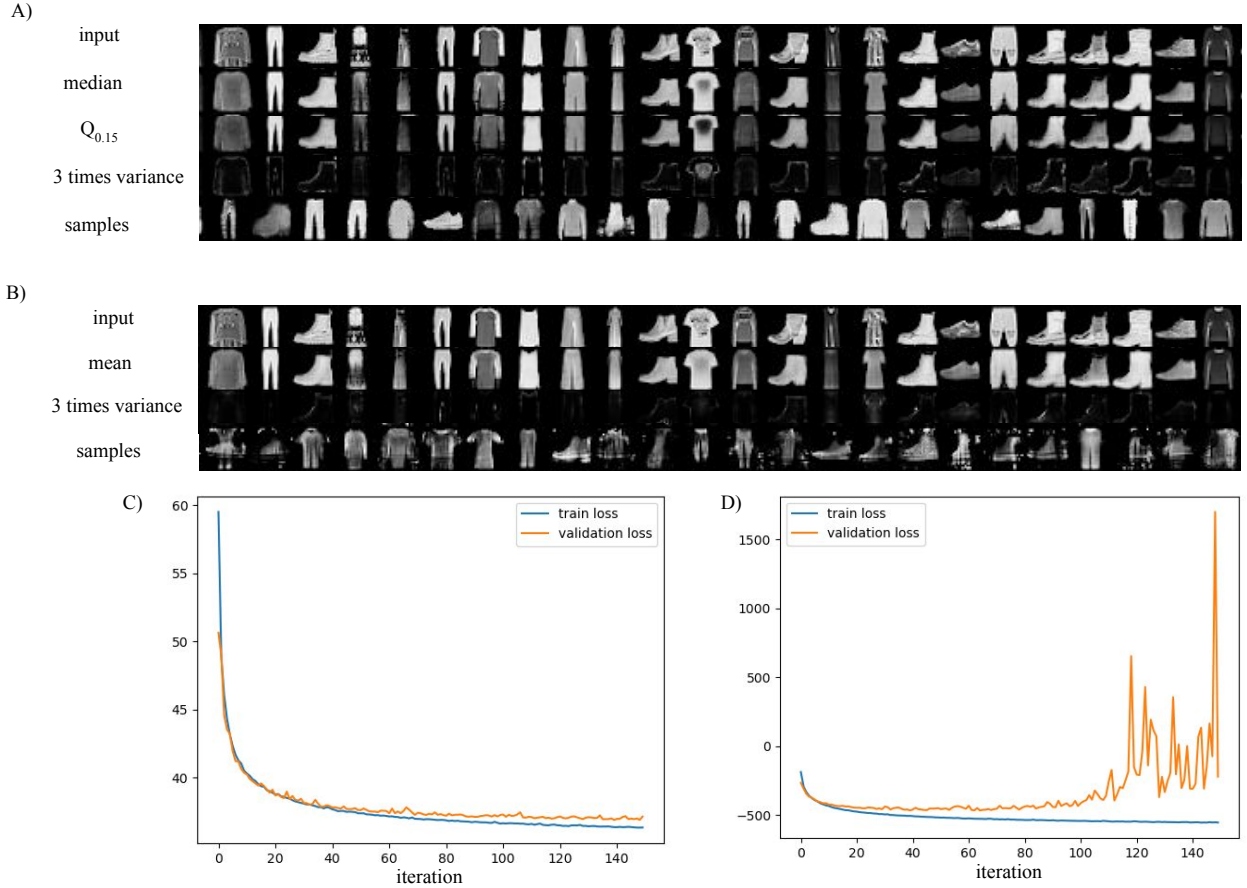 A)
input
median
Q0.15
3 times variance
samples
B)
input
mean
3 times variance
samples
C)
60
55
50
45
40
train loss
validation loss
0
20
40
60
80
100
120
140
iteration
D)
1500
1000
500
0
−500
train loss
validation loss
0
20
40
60
80
100
120
140
iteration